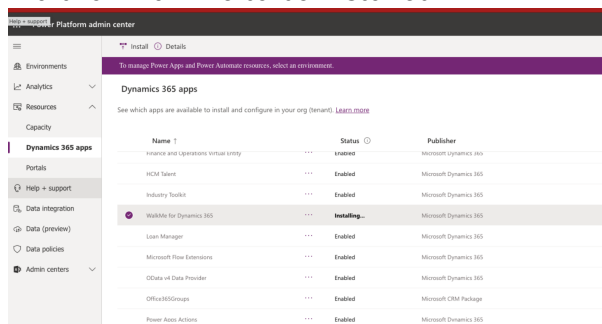 Help + support
Power Platform admin center
Install Details
To manage Power Apps and Power Automate resources, select an environment.
Environments
Analytics
Resources
Capacity
Dynamics 365 apps
Portals
Help + support
Data integration
Data (preview)
Data policies
Admin centers
Dynamics 365 apps
See which apps are available to install and configure in your org (tenant). Learn more
Name ↑ Status Publisher
Finance and Operations Virtual Entity ... Enabled Microsoft Dynamics 365
HCM Talent ... Enabled Microsoft Dynamics 365
Industry Toolkit ... Enabled Microsoft Dynamics 365
WalkMe for Dynamics 365 ... Installing... Microsoft Dynamics 365
Loan Manager ... Enabled Microsoft Dynamics 365
Microsoft Flow Extensions ... Enabled Microsoft Dynamics 365
OData v4 Data Provider ... Enabled Microsoft Dynamics 365
Office365Groups ... Enabled Microsoft CRM Package
Power Apps Actions ... Enabled Microsoft Dynamics 365